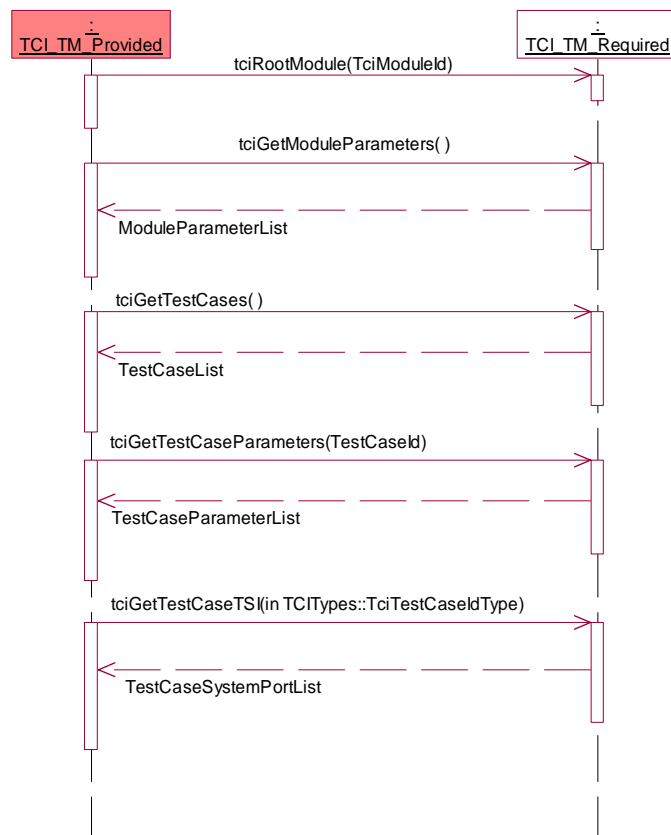 :
TCI_TM_Provided
:
TCI_TM_Required
tciRootModule(TciModuleId)
tciGetModuleParameters( )
ModuleParameterList
tciGetTestCases( )
TestCaseList
tciGetTestCaseParameters(TestCaseId)
TestCaseParameterList
tciGetTestCaseTSI(in TCITypes::TciTestCaseIdType)
TestCaseSystemPortList